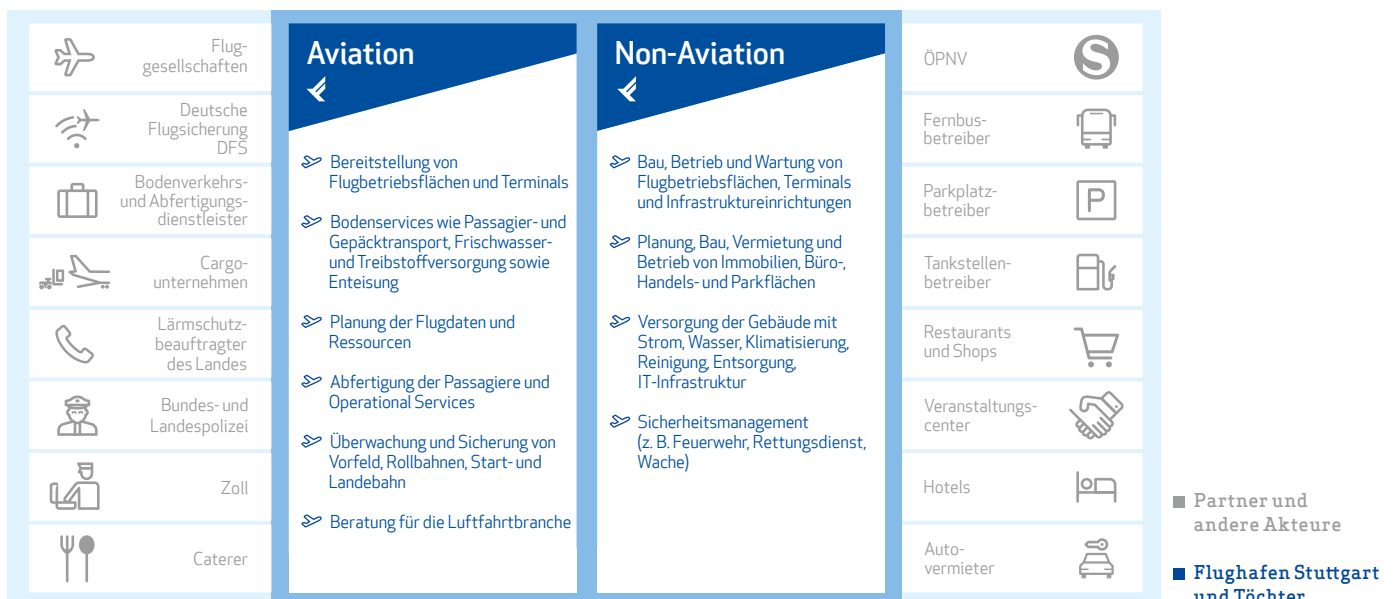 Flug-
gesellschaften
Deutsche
Flugsicherung
DFS
Bodenverkehrs-
und Abfertigungs-
dienstleister
Cargo-
unternehmen
Lärmschutz-
beauftragter
des Landes
Bundes- und
Landespolizei
Zoll
Caterer
Aviation
Bereitstellung von
Flugbetriebsflächen und Terminals
Bodenservices wie Passagier- und
Gepäcktransport, Frischwasser-
und Treibstoffversorgung sowie
Enteisung
Planung der Flugdaten und
Ressourcen
Abfertigung der Passagiere und
Operational Services
Überwachung und Sicherung von
Vorfeld, Rollbahnen, Start- und
Landebahn
Beratung für die Luftfahrtbranche
Non-Aviation
Bau, Betrieb und Wartung von
Flugbetriebsflächen, Terminals
und Infrastruktureinrichtungen
Planung, Bau, Vermietung und
Betrieb von Immobilien, Büro-,
Handels- und Parkflächen
Versorgung der Gebäude mit
Strom, Wasser, Klimatisierung,
Reinigung, Entsorgung,
IT-Infrastruktur
Sicherheitsmanagement
(z. B. Feuerwehr, Rettungsdienst,
Wache)
ÖPNV
S
Fernbus-
betreiber
Parkplatz-
betreiber
P
Tankstellen-
betreiber
Restaurants
und Shops
Veranstaltungs-
center
Hotels
Auto-
vermieter
Partner und
andere Akteure
Flughafen Stuttgart
und Töchter